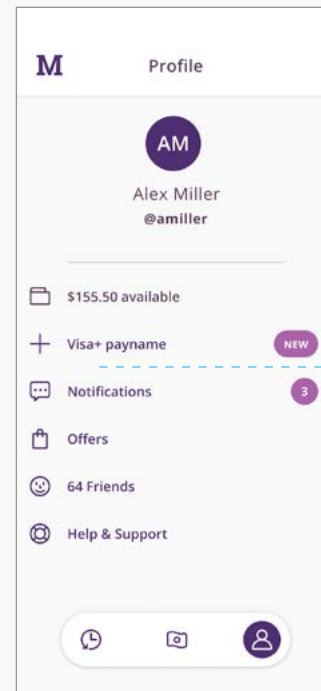 M
Profile
AM
Alex Miller
@amiller
$155.50 available
Visa+ payname NEW
Notifications 3
Offers
64 Friends
Help & Support